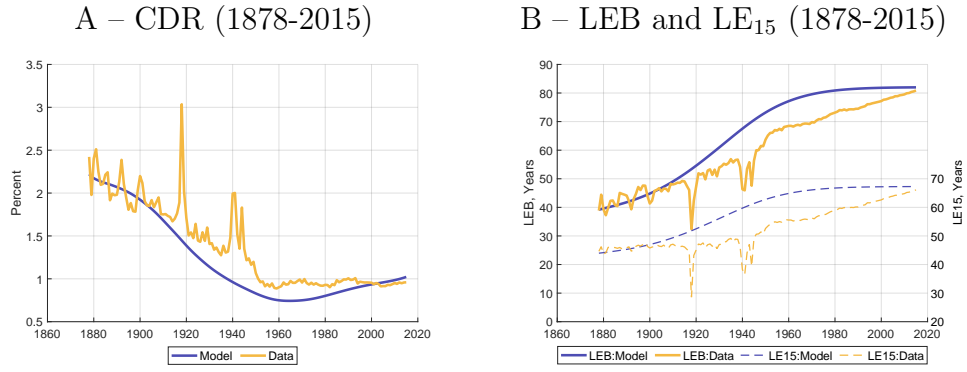 A – CDR (1878-2015)
B – LEB and LE₁₅ (1878-2015)
3.5
3
2.5
2
1.5
1
0.5
Percent
1860 1880 1900 1920 1940 1960 1980 2000 2020
Model Data
90
80
70
60
50
40
30
20
10
0
LEB, Years
70
60
50
40
30
20
LE15, Years
1860 1880 1900 1920 1940 1960 1980 2000 2020
LEB:Model LEB:Data LE15:Model LE15:Data